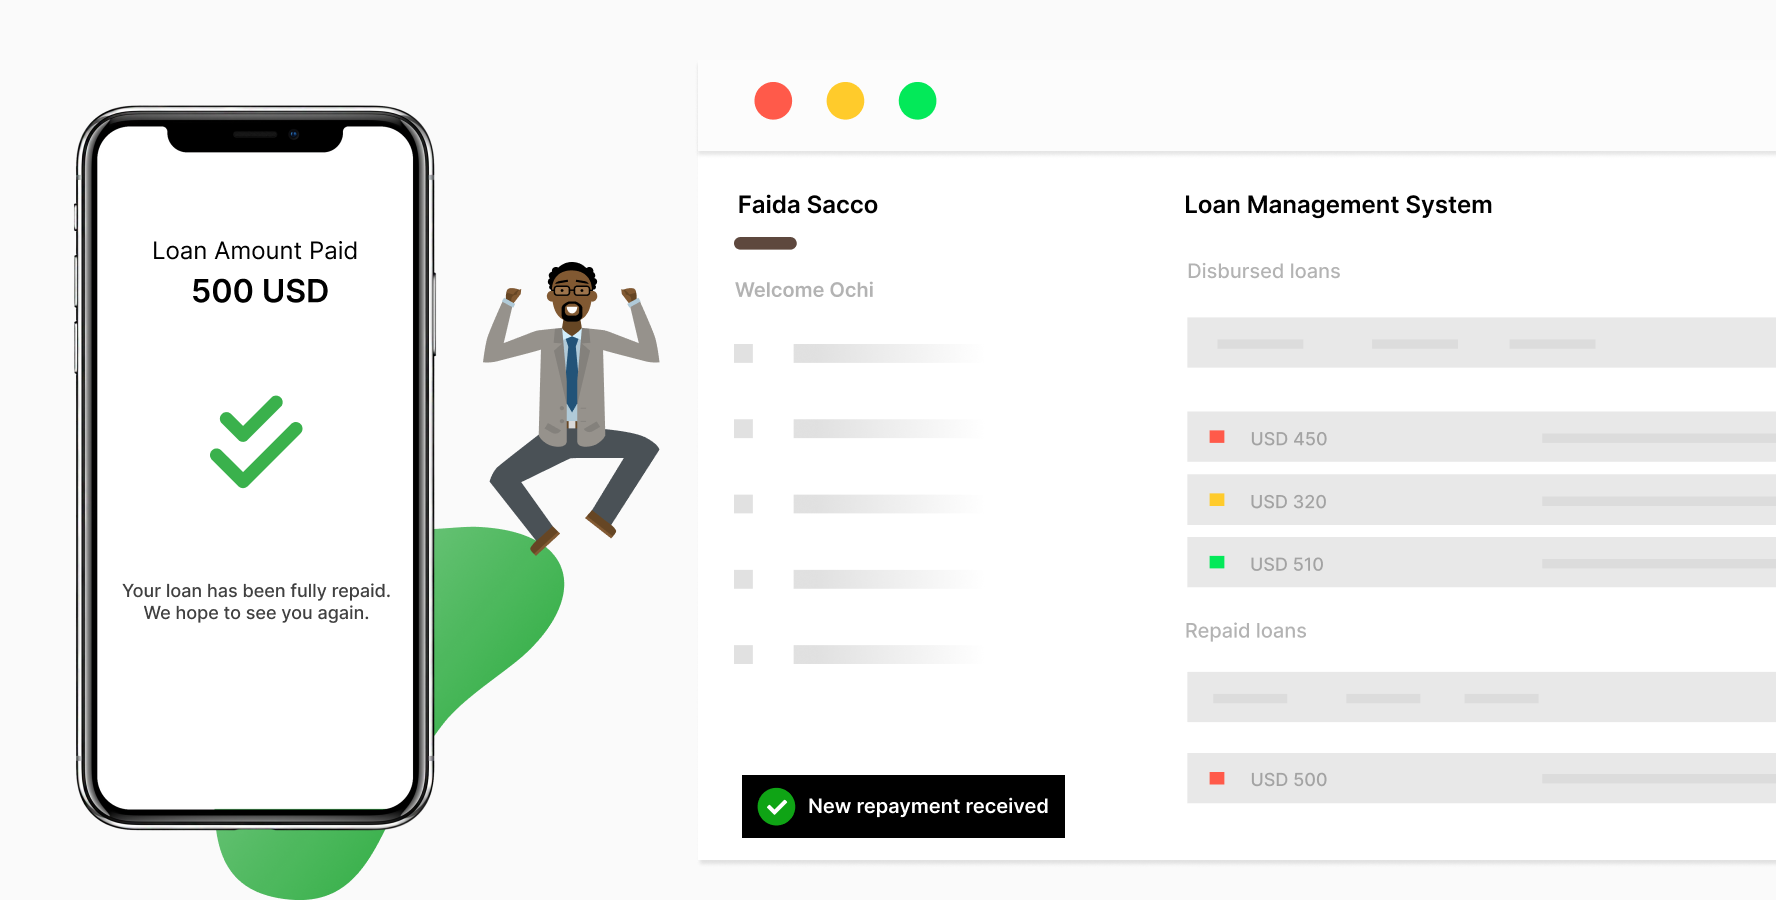 Loan Amount Paid
500 USD
Your loan has been fully repaid.
We hope to see you again.
Faida Sacco
Welcome Ochi
New repayment received
Loan Management System
Disbursed loans
USD 450
USD 320
USD 510
Repaid loans
USD 500